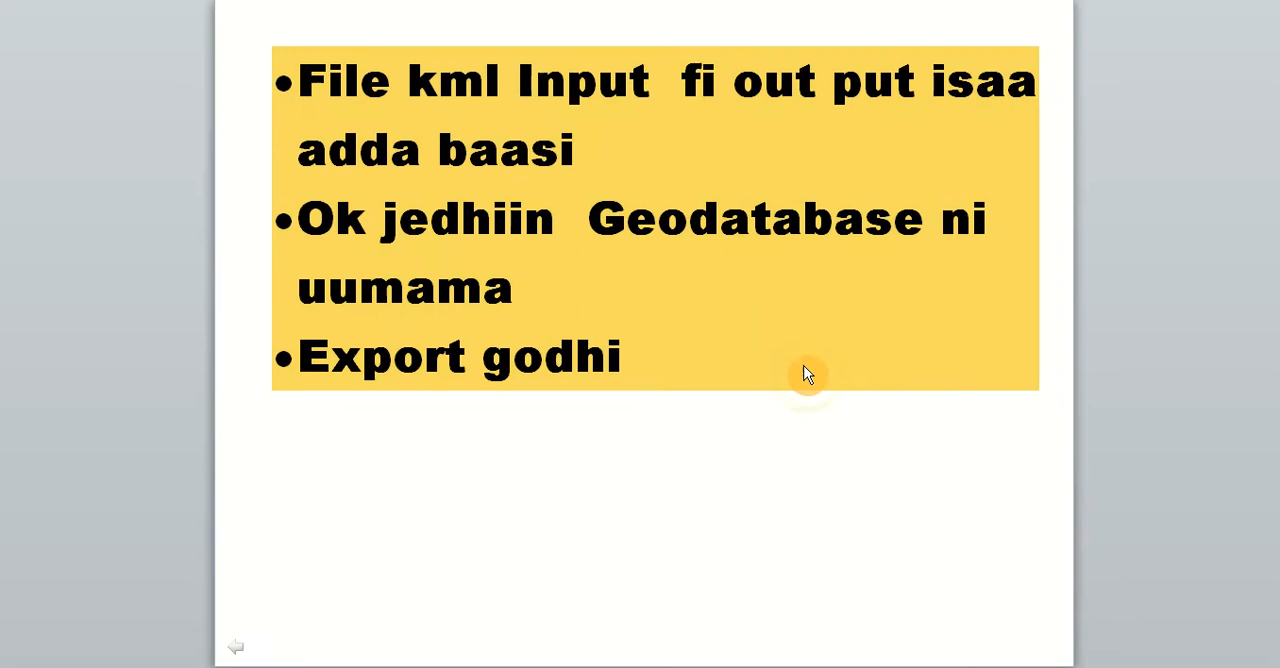 •File kml Input fi out put isaa
adda baasi
•Ok jedhiin Geodatabase ni
uumama
•Export godhi